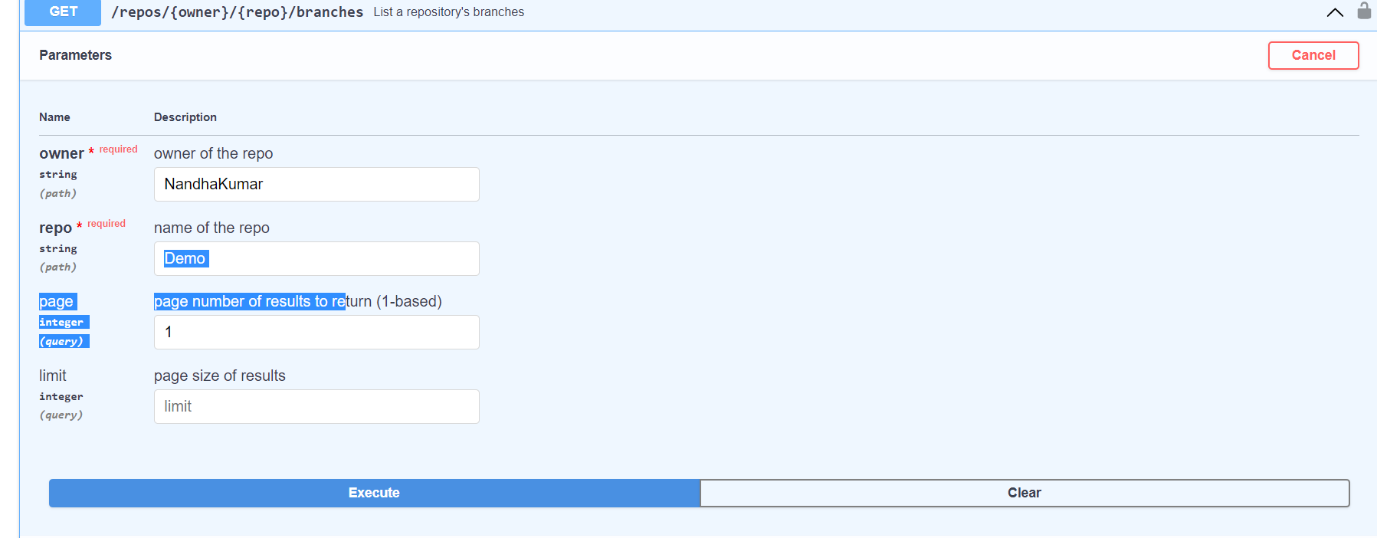 GET /repos/{owner}/{repo}/branches List a repository's branches
Parameters Cancel
Name Description
owner * required owner of the repo
string
(path)
NandhaKumar
repo * required name of the repo
string
(path)
Demo
page page number of results to return (1-based)
integer
(query)
1
limit page size of results
integer
(query)
limit
Execute Clear